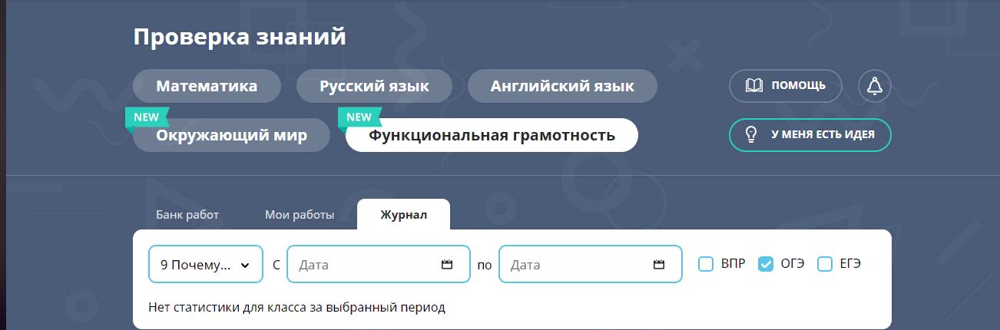 Проверка знаний
Математика
Русский язык
Английский язык
ПОМОЩЬ
NEW
Окружающий мир
NEW
Функциональная грамотность
У МЕНЯ ЕСТЬ ИДЕЯ
Банк работ
Мои работы
Журнал
9 Почему...
С
Дата
по
Дата
ВПР
ОГЭ
ЕГЭ
Нет статистики для класса за выбранный период